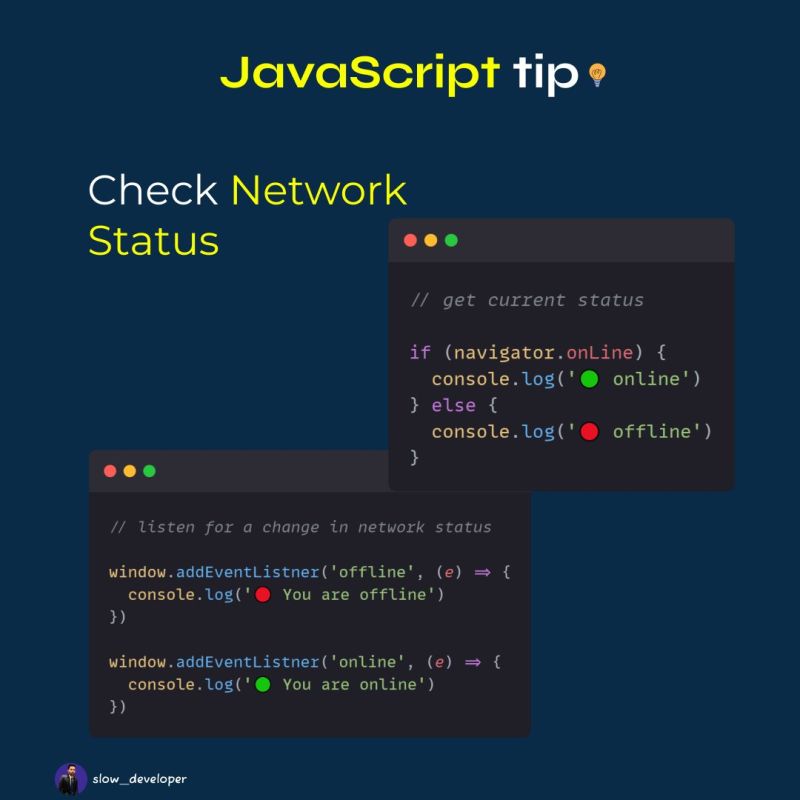 JavaScript tip💡
Check Network
Status
// get current status
if (navigator.onLine) {
  console.log('🟢 online')
} else {
  console.log('🔴 offline')
}
// listen for a change in network status
window.addEventListner('offline', (e) => {
  console.log('🔴 You are offline')
})
window.addEventListner('online', (e) => {
  console.log('🟢 You are online')
})
slow_developer